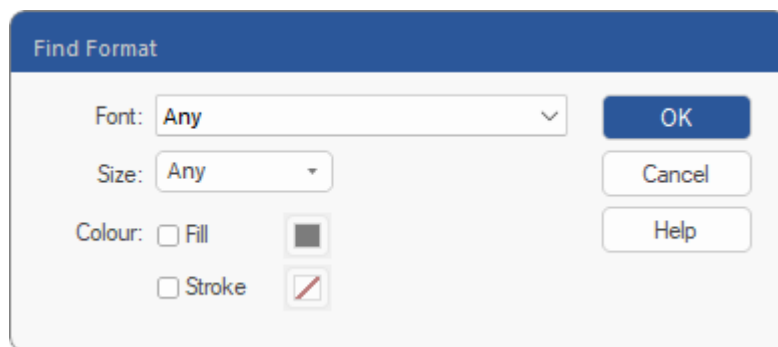 Find Format
Font: Any OK
Size: Any Cancel
Colour: Fill Help
Stroke